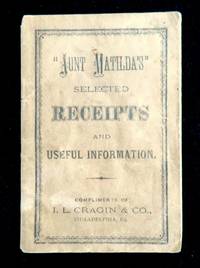 "AUNT MATILDA'S"
SELECTED
RECEIPTS
AND
USEFUL INFORMATION.
COMPLIMENTS OF
I. L. CRAGIN & CO.,
PHILADELPHIA, PA.